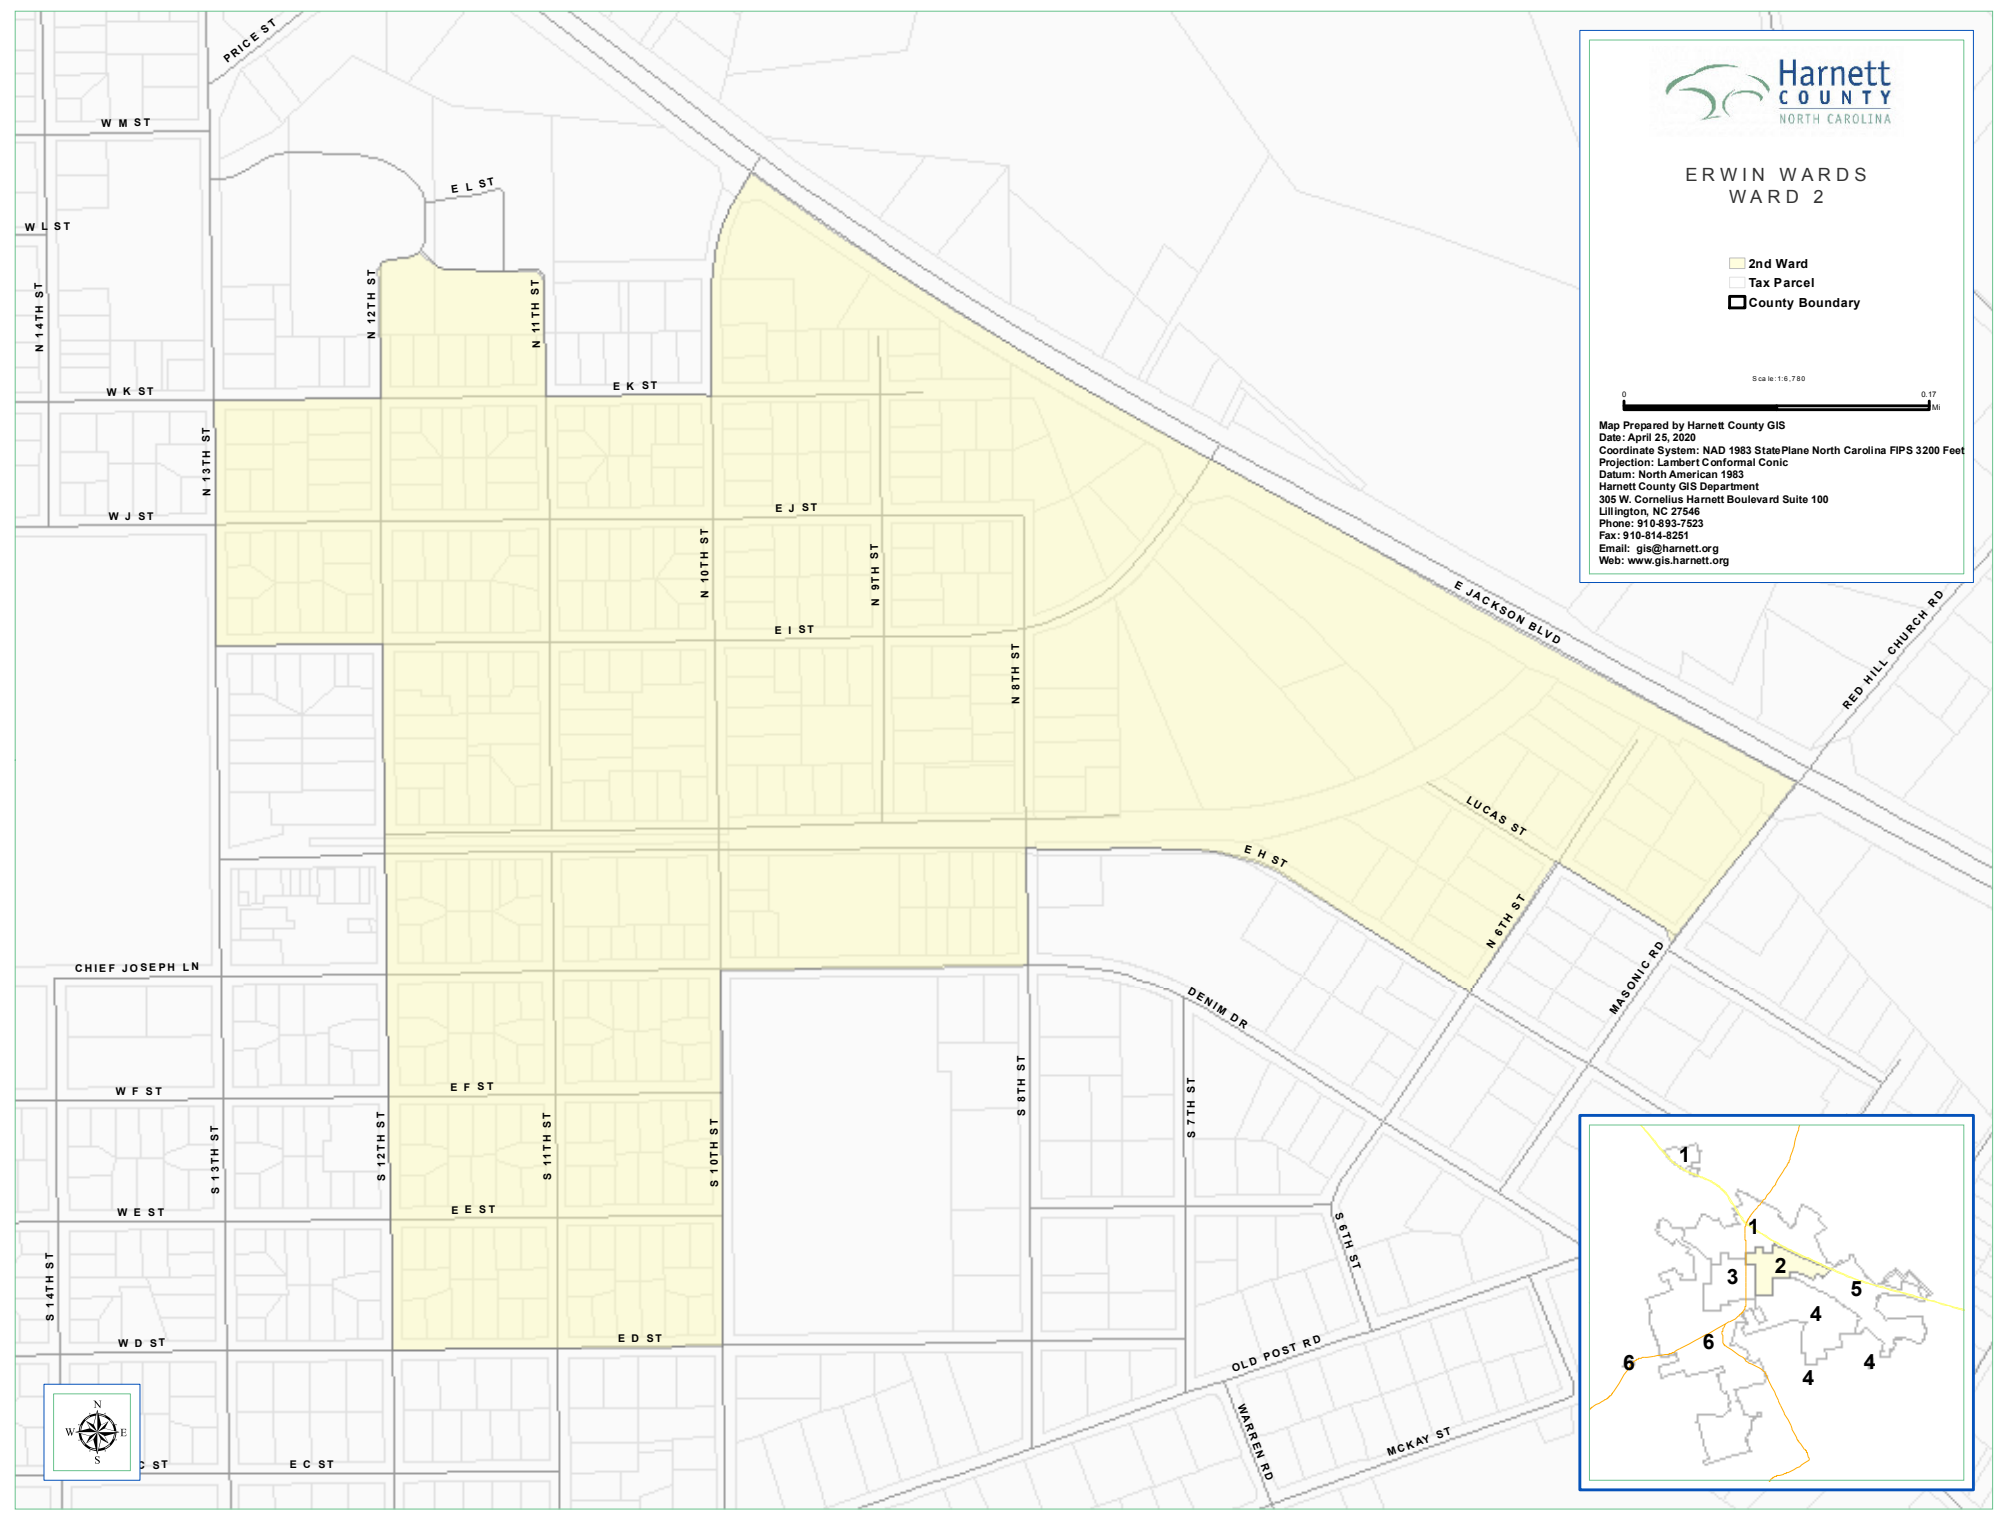 PRICE ST
W M ST
E L ST
W L ST
N 14TH ST
N 12TH ST
N 11TH ST
W K ST
E K ST
N 13TH ST
W J ST
E J ST
N 10TH ST
N 9TH ST
E I ST
N 8TH ST
E JACKSON BLVD
RED HILL CHURCH RD
LUCAS ST
E H ST
N 6TH ST
MASONIC RD
CHIEF JOSEPH LN
DENIM DR
W F ST
E F ST
S 8TH ST
S 7TH ST
S 13TH ST
S 12TH ST
S 11TH ST
S 10TH ST
W E ST
E E ST
S 6TH ST
S 14TH ST
W D ST
E D ST
OLD POST RD
WARREN RD
MCKAY ST
C ST
E C ST
N
W E
S
Harnett
COUNTY
NORTH CAROLINA
ERWIN WARDS
WARD 2
2nd Ward
Tax Parcel
County Boundary
Scale: 1:6,780
0 0.17
Mi
Map Prepared by Harnett County GIS
Date: April 25, 2020
Coordinate System: NAD 1983 StatePlane North Carolina FIPS 3200 Feet
Projection: Lambert Conformal Conic
Datum: North American 1983
Harnett County GIS Department
305 W. Cornelius Harnett Boulevard Suite 100
Lillington, NC 27546
Phone: 910-893-7523
Fax: 910-814-8251
Email: gis@harnett.org
Web: www.gis.harnett.org
1
1
2
3
5
4
6
6
4
4